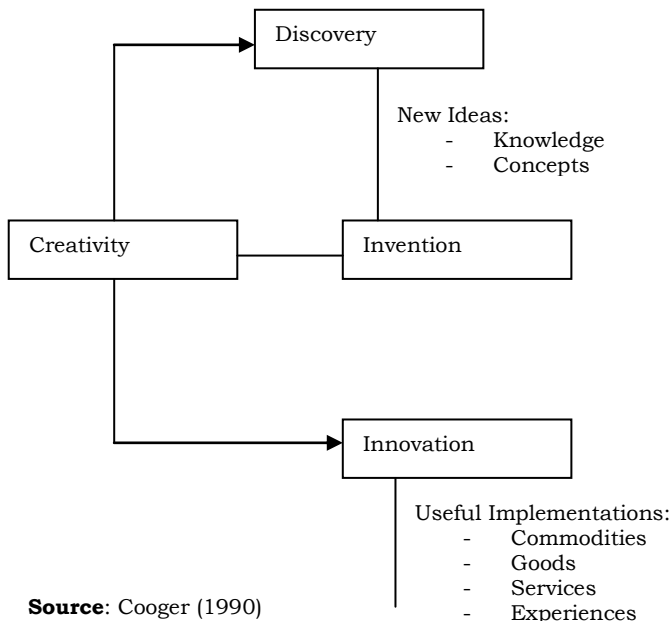 Discovery
New Ideas:
- Knowledge
- Concepts
Creativity
Invention
Innovation
Useful Implementations:
- Commodities
- Goods
- Services
- Experiences
Source: Cooger (1990)